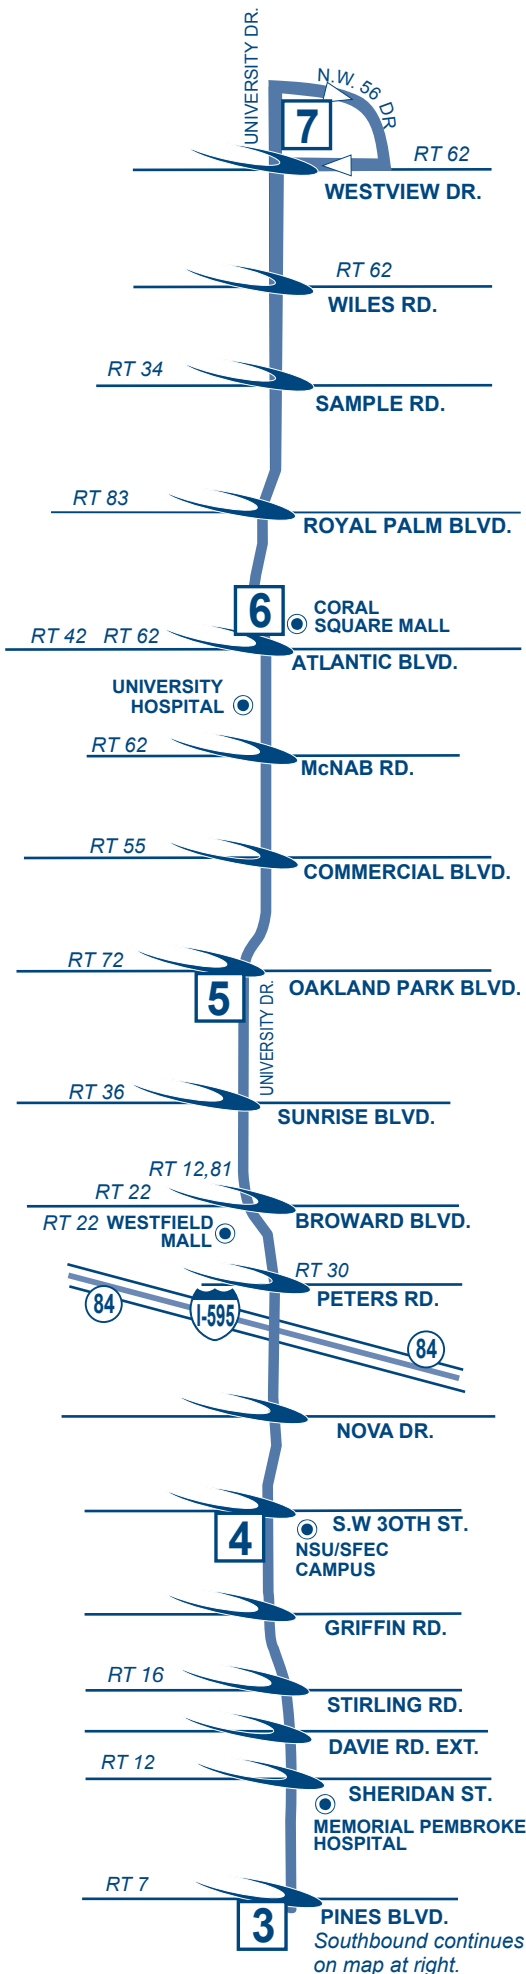 UNIVERSITY DR.
N.W. 56 DR
7
RT 62
WESTVIEW DR.
RT 62
WILES RD.
RT 34
SAMPLE RD.
RT 83
ROYAL PALM BLVD.
6
CORAL
SQUARE MALL
RT 42 RT 62
ATLANTIC BLVD.
UNIVERSITY
HOSPITAL
RT 62
McNAB RD.
RT 55
COMMERCIAL BLVD.
RT 72
OAKLAND PARK BLVD.
5
UNIVERSITY DR.
RT 36
SUNRISE BLVD.
RT 12,81
RT 22
BROWARD BLVD.
RT 22 WESTFIELD
MALL
RT 30
PETERS RD.
84
I-595
84
NOVA DR.
S.W 3OTH ST.
4
NSU/SFEC
CAMPUS
GRIFFIN RD.
RT 16
STIRLING RD.
DAVIE RD. EXT.
RT 12
SHERIDAN ST.
MEMORIAL PEMBROKE
HOSPITAL
RT 7
3
PINES BLVD.
Southbound continues
on map at right.